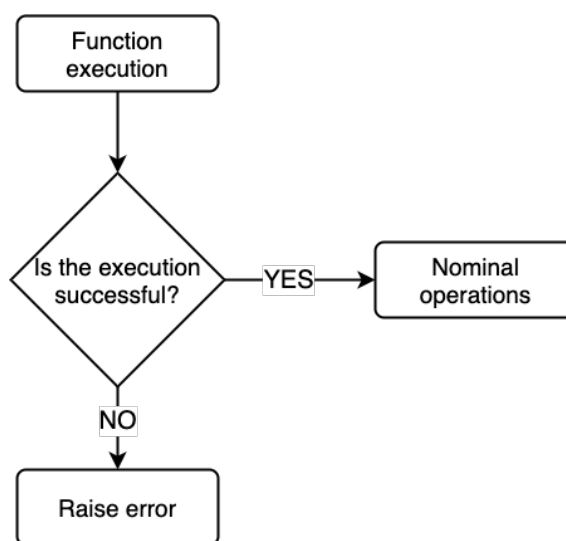 Function
execution
Is the execution
successful?
YES
Nominal
operations
NO
Raise error